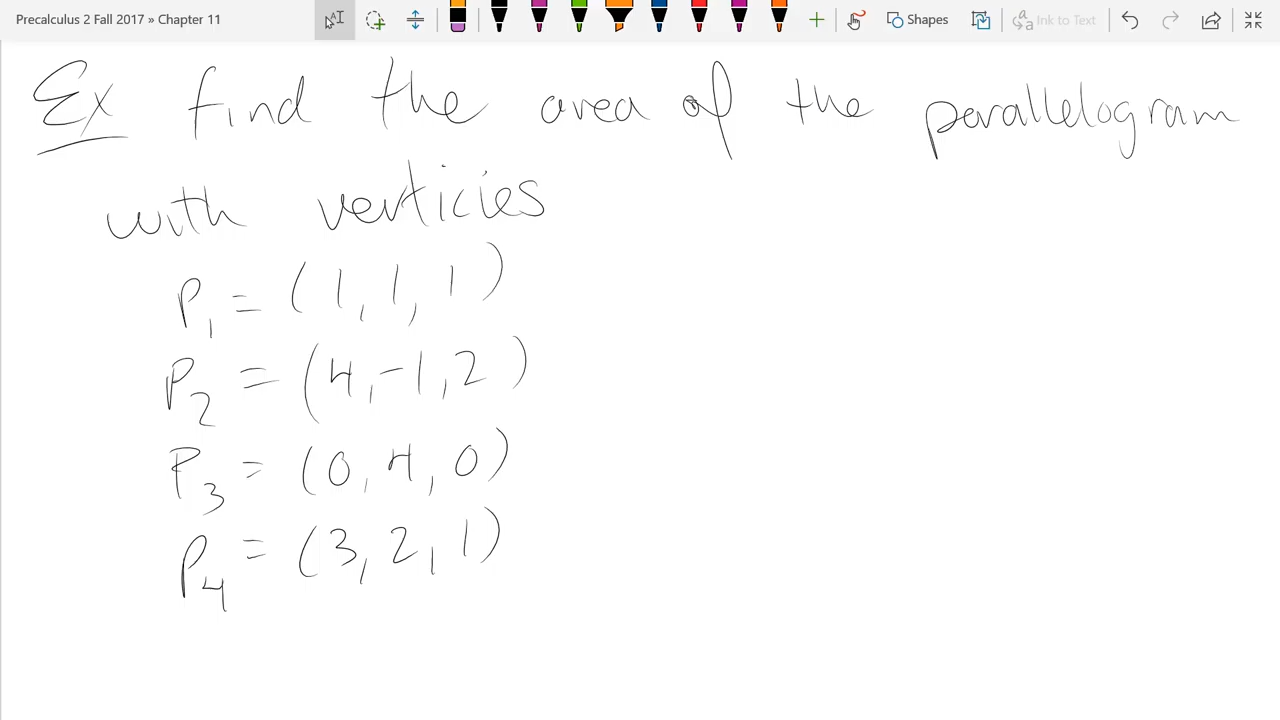 Precalculus 2 Fall 2017 » Chapter 11
Shapes
Ink to Text
Ex find the area of the parallelogram
with verticies
P1 = (1, 1, 1)
P2 = (4, -1, 2)
P3 = (0, 4, 0)
P4 = (3, 2, 1)